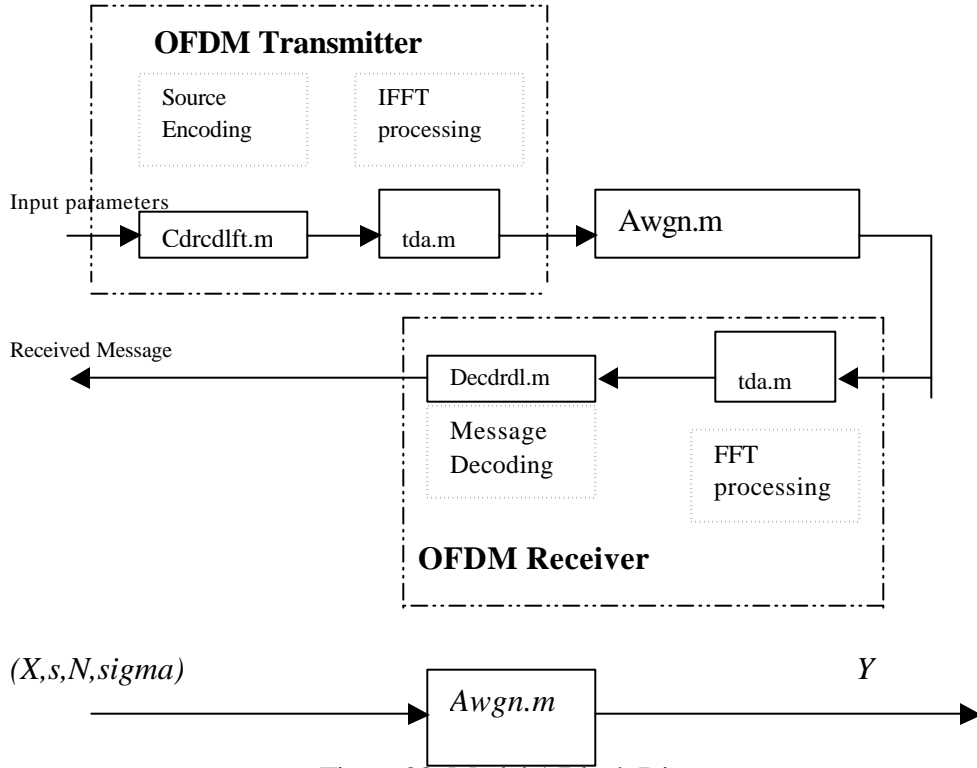 OFDM Transmitter
Source
Encoding
IFFT
processing
Input parameters
Cdrcdlft.m
tda.m
Awgn.m
Received Message
Decdrdl.m
tda.m
Message
Decoding
FFT
processing
OFDM Receiver
(X,s,N,sigma)
Awgn.m
Y